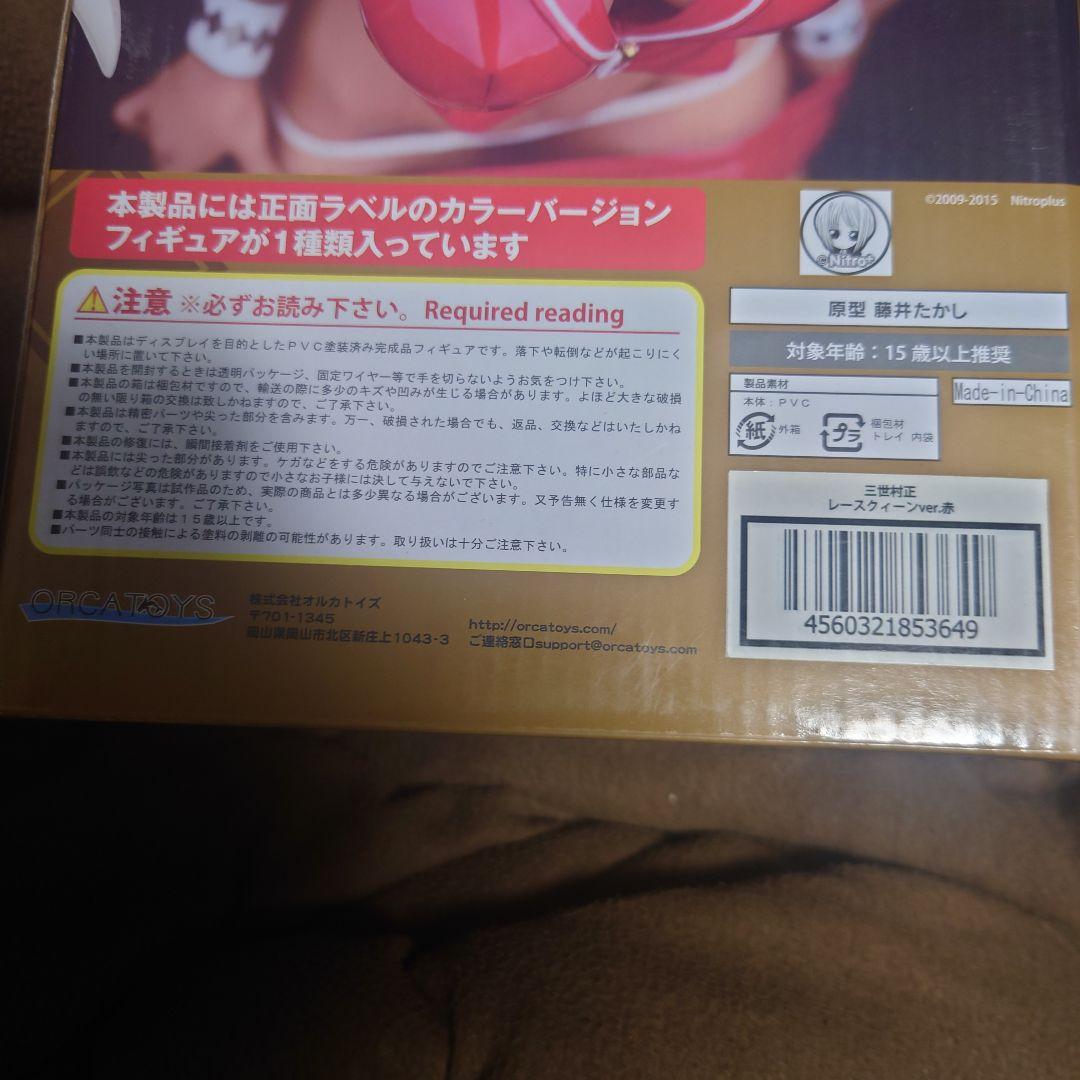 本製品には正面ラベルのカラーバージョン
フィギュアが1種類入っています
©2009-2015 Nitroplus
©Nitro+
注意 ※必ずお読み下さい。 Required reading
■本製品はディスプレイを目的としたPVC塗装済み完成品フィギュアです。落下や転倒などが起こりにく
い場所に置いて下さい。
■本製品を開封するときは透明パッケージ、固定ワイヤー等で手を切らないようお気をつけ下さい。
■本製品の箱は梱包材ですので、輸送の際に多少のキズや凹みが生じる場合があります。よほど大きな破損
の無い限り箱の交換は致しかねますので、ご了承下さい。
■本製品は精密パーツや尖った部分を含みます。万一、破損された場合でも、返品、交換などはいたしかね
ますので、ご了承下さい。
■本製品の修復には、瞬間接着剤をご使用下さい。
■本製品には尖った部分があります。ケガなどをする危険がありますのでご注意下さい。特に小さな部品な
どは誤飲などの危険がありますので小さなお子様には決して与えないで下さい。
■パッケージ写真は試作品のため、実際の商品とは多少異なる場合がございます。又予告無く仕様を変更す
る場合がございます。ご了承下さい。
■本製品の対象年齢は15歳以上です。
■パーツ同士の接触による塗料の剥離の可能性があります。取り扱いは十分ご注意下さい。
原型 藤井たかし
対象年齢：15歳以上推奨
製品素材
本体：PVC
紙 外箱
プラ 梱包材
トレイ 内袋
Made-in-China
三世村正
レースクィーンver.赤
4560321853649
ORCATOYS
株式会社オルカトイズ
〒701-1345
岡山県岡山市北区新庄上1043-3
http://orcatoys.com/
ご連絡窓口support@orcatoys.com